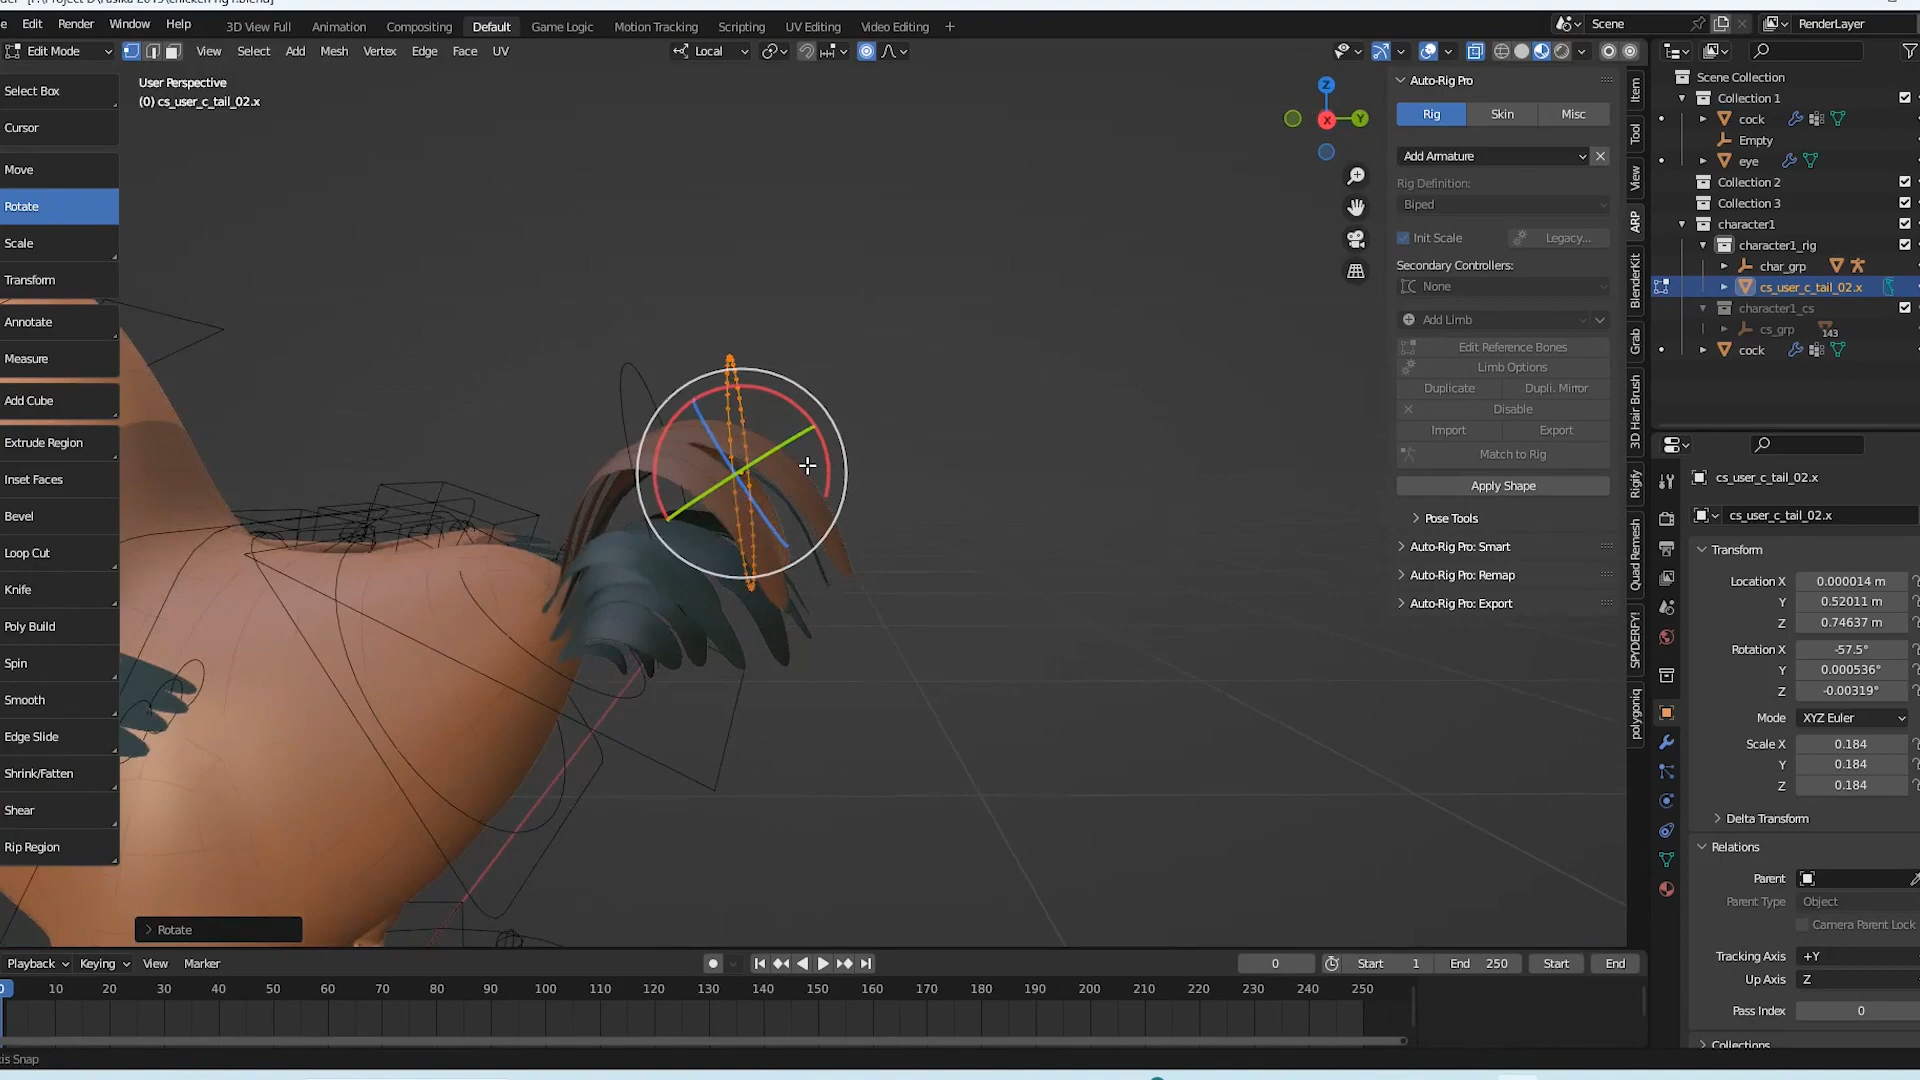 Render
Window
Help
3D View Full
Animation
Compositing
Default
Game Logic
Motion Tracking
Scripting
UV Editing
Video Editing
+
Scene
RenderLayer
Edit Mode
View
Select
Add
Mesh
Vertex
Edge
Face
UV
Local
User Perspective
(0) cs_user_c_tail_02.x
Select Box
Cursor
Move
Rotate
Scale
Transform
Annotate
Measure
Add Cube
Extrude Region
Inset Faces
Bevel
Loop Cut
Knife
Poly Build
Spin
Smooth
Edge Slide
Shrink/Fatten
Shear
Rip Region
Rotate
Z
X
Y
Auto-Rig Pro
Rig
Skin
Misc
Add Armature
Rig Definition:
Biped
Init Scale
Legacy...
Secondary Controllers:
None
Add Limb
Edit Reference Bones
Limb Options
Duplicate
Dupli. Mirror
Disable
Import
Export
Match to Rig
Apply Shape
Pose Tools
Auto-Rig Pro: Smart
Auto-Rig Pro: Remap
Auto-Rig Pro: Export
Item
Tool
View
ARP
BlenderKit
Grab
3D Hair Brush
Rigify
Quad Remesh
SPYDERFY!
polygoniq
Scene Collection
Collection 1
cock
Empty
eye
Collection 2
Collection 3
character1
character1_rig
char_grp
cs_user_c_tail_02.x
character1_cs
cs_grp
143
cock
cs_user_c_tail_02.x
cs_user_c_tail_02.x
Transform
Location X 0.000014 m
Y 0.52011 m
Z 0.74637 m
Rotation X -57.5°
Y 0.000536°
Z -0.00319°
Mode XYZ Euler
Scale X 0.184
Y 0.184
Z 0.184
Delta Transform
Relations
Parent
Parent Type Object
Camera Parent Lock
Tracking Axis +Y
Up Axis Z
Pass Index 0
Collections
Playback
Keying
View
Marker
0
Start 1
End 250
Start
End
10 20 30 40 50 60 70 80 90 100 110 120 130 140 150 160 170 180 190 200 210 220 230 240 250